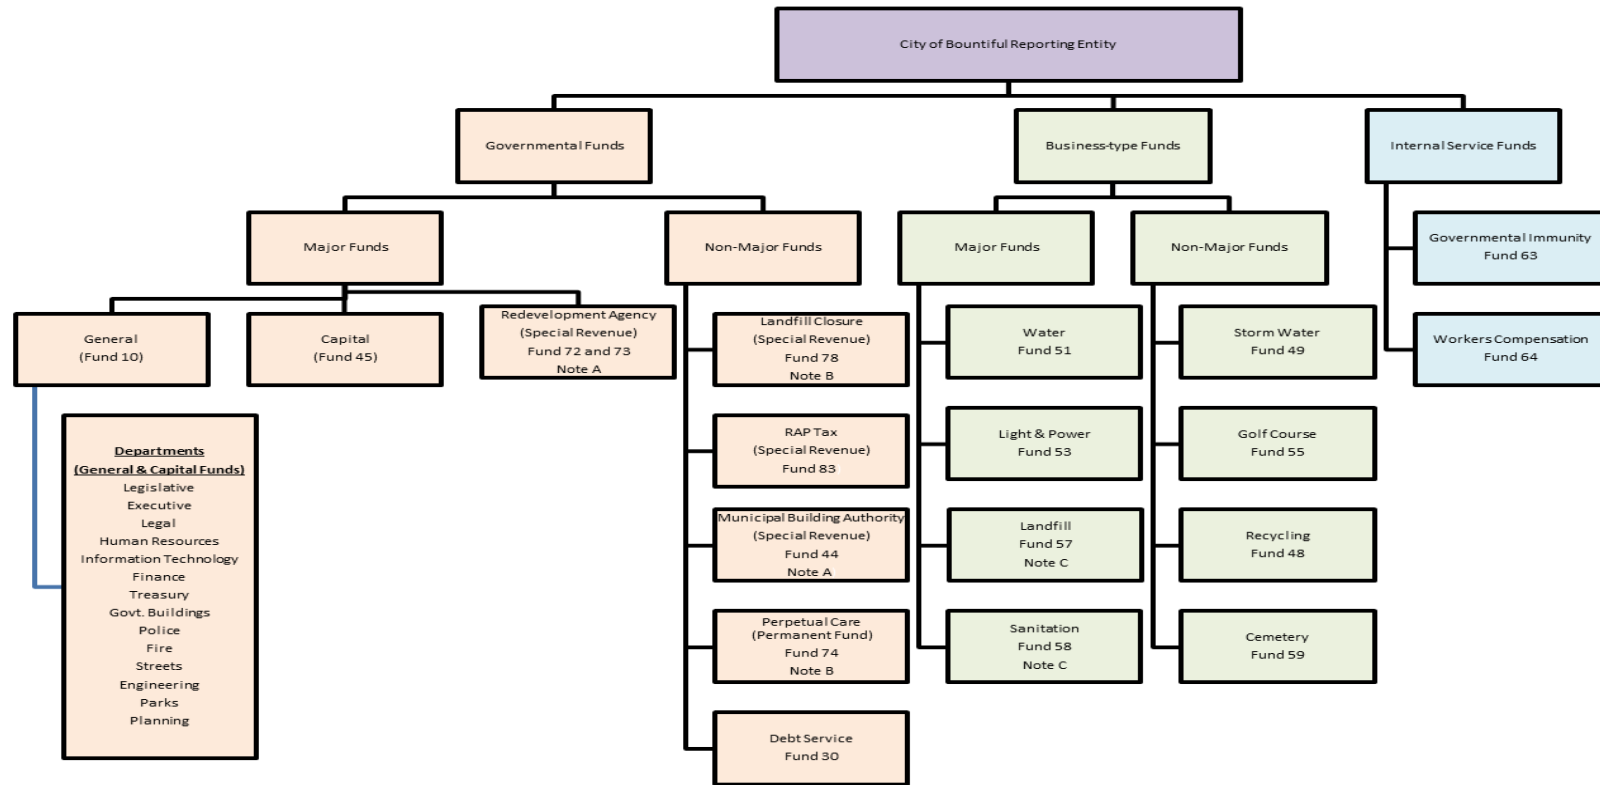 City of Bountiful Reporting Entity
Governmental Funds
Business-type Funds
Internal Service Funds
Major Funds
Non-Major Funds
Major Funds
Non-Major Funds
Governmental Immunity
Fund 63
Workers Compensation
Fund 64
General
(Fund 10)
Capital
(Fund 45)
Redevelopment Agency
(Special Revenue)
Fund 72 and 73
Note A
Landfill Closure
(Special Revenue)
Fund 78
Note B
RAP Tax
(Special Revenue)
Fund 83
Municipal Building Authority
(Special Revenue)
Fund 44
Note A
Perpetual Care
(Permanent Fund)
Fund 74
Note B
Debt Service
Fund 30
Water
Fund 51
Light & Power
Fund 53
Landfill
Fund 57
Note C
Sanitation
Fund 58
Note C
Storm Water
Fund 49
Golf Course
Fund 55
Recycling
Fund 48
Cemetery
Fund 59
Departments
(General & Capital Funds)
Legislative
Executive
Legal
Human Resources
Information Technology
Finance
Treasury
Govt. Buildings
Police
Fire
Streets
Engineering
Parks
Planning